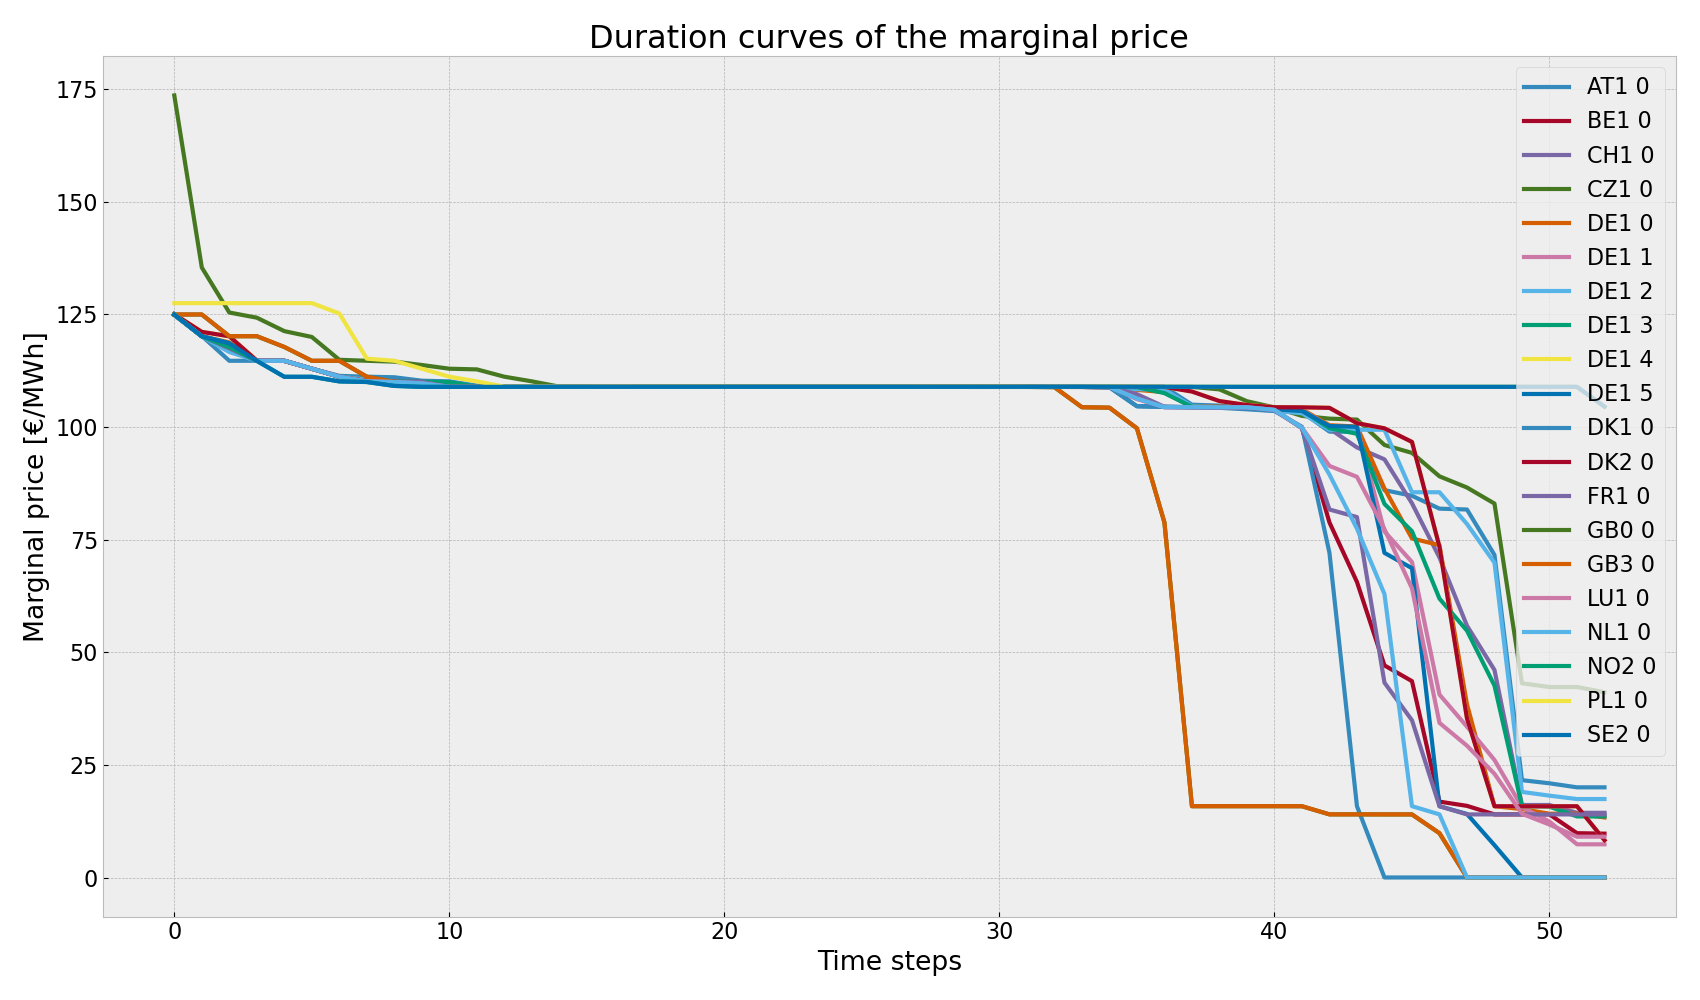 Duration curves of the marginal price
Marginal price [€/MWh]
175
150
125
100
75
50
25
0
0 10 20 30 40 50
Time steps
AT1 0
BE1 0
CH1 0
CZ1 0
DE1 0
DE1 1
DE1 2
DE1 3
DE1 4
DE1 5
DK1 0
DK2 0
FR1 0
GB0 0
GB3 0
LU1 0
NL1 0
NO2 0
PL1 0
SE2 0